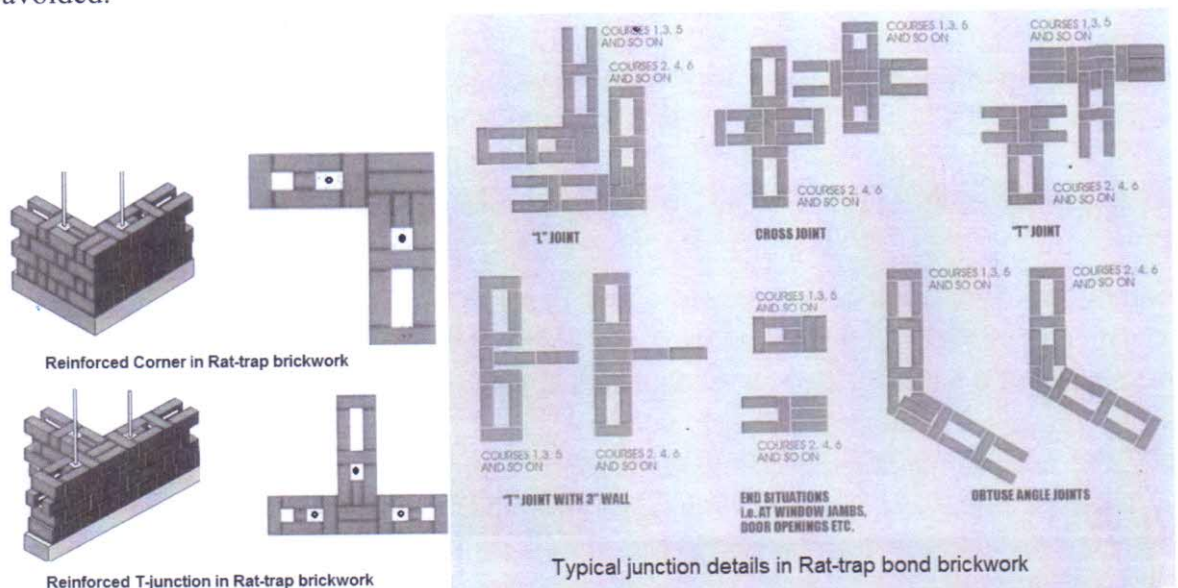 avoided.
Reinforced Corner in Rat-trap brickwork
Reinforced T-junction in Rat-trap brickwork
COURSES 1,3, 5
AND SO ON
COURSES 2, 4, 6
AND SO ON
"L" JOINT
COURSES 1,3, 5
AND SO ON
COURSES 2, 4, 6
AND SO ON
CROSS JOINT
COURSES 1,3, 5
AND SO ON
COURSES 2, 4, 6
AND SO ON
"T" JOINT
COURSES 1,3, 5
AND SO ON
COURSES 2, 4, 6
AND SO ON
"T" JOINT WITH 3" WALL
COURSES 1,3, 5
AND SO ON
COURSES 2, 4, 6
AND SO ON
END SITUATIONS
i.e. AT WINDOW JAMBS,
DOOR OPENINGS ETC.
COURSES 1,3, 5
AND SO ON
COURSES 2, 4, 6
AND SO ON
OBTUSE ANGLE JOINTS
Typical junction details in Rat-trap bond brickwork